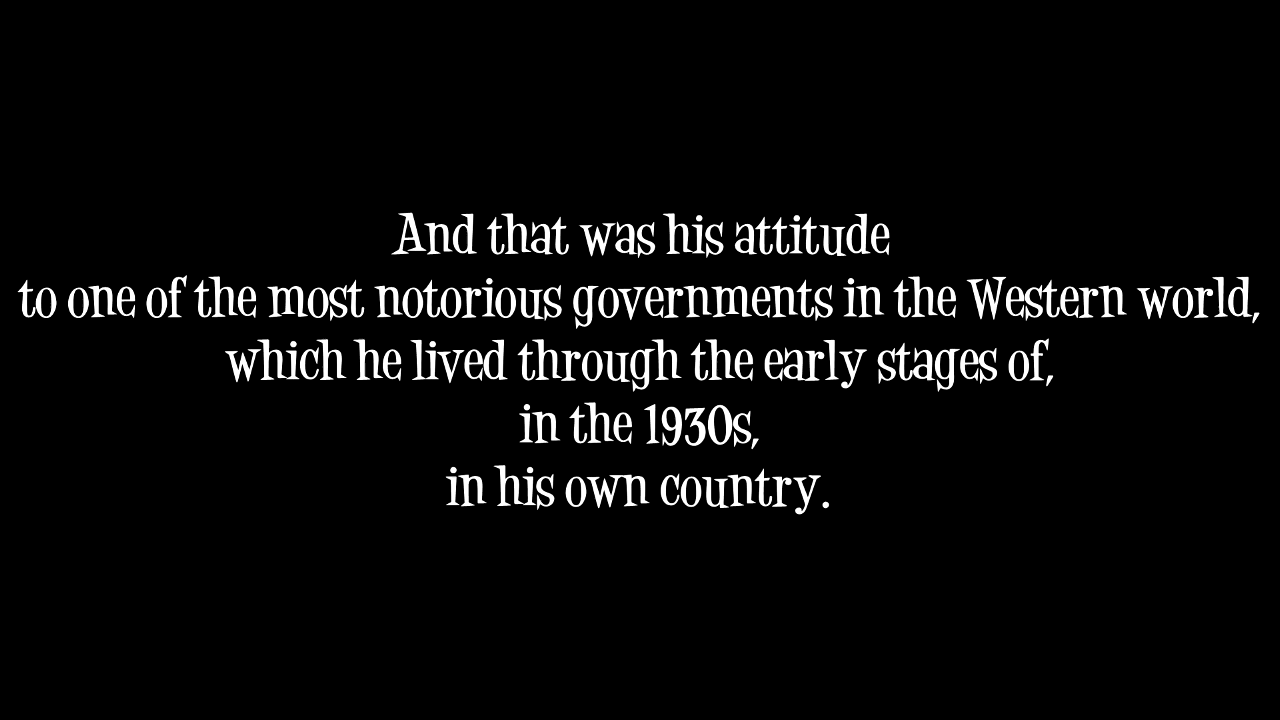 And that was his attitude
to one of the most notorious governments in the Western world,
which he lived through the early stages of,
in the 1930s,
in his own country.